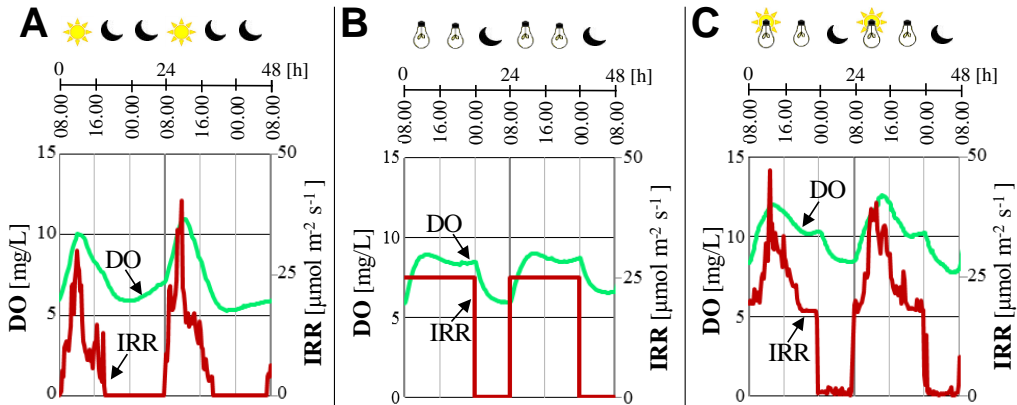 A
0 24 48 [h]
08.00 16.00 00.00 08.00 16.00 00.00 08.00
15 10 5 0
DO [mg/L]
DO
IRR
50 25 0
IRR [µmol m⁻² s⁻¹ ]
B
0 24 48 [h]
08.00 16.00 00.00 08.00 16.00 00.00 08.00
15 10 5 0
DO [mg/L]
DO
IRR
50 25 0
IRR [µmol m⁻² s⁻¹ ]
C
0 24 48 [h]
08.00 16.00 00.00 08.00 16.00 00.00 08.00
15 10 5 0
DO [mg/L]
DO
IRR
50 25 0
IRR [µmol m⁻² s⁻¹ ]